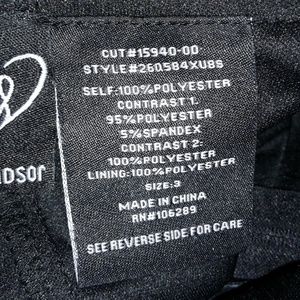 CUT#15940-00
STYLE#260584XU8S
SELF:100%POLYESTER
CONTRAST 1:
95%POLYESTER
5%SPANDEX
CONTRAST 2:
100%POLYESTER
LINING:100%POLYESTER
SIZE:3
MADE IN CHINA
RN#106289
SEE REVERSE SIDE FOR CARE
ndsor